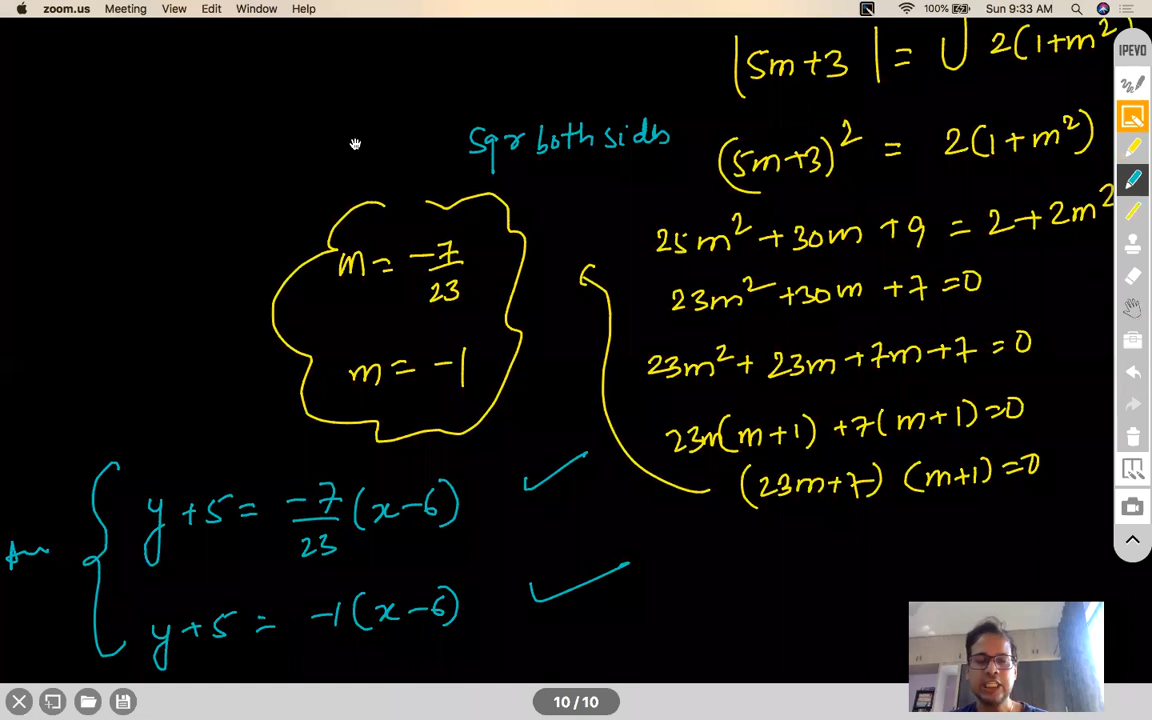 zoom.us Meeting View Edit Window Help 100% Sun 9:33 AM
IPEVO
|5m+3| = √2(1+m²)
Sqr both sides
(5m+3)² = 2(1+m²)
25m² + 30m + 9 = 2 + 2m²
23m² + 30m + 7 = 0
23m² + 23m + 7m + 7 = 0
23m(m+1) + 7(m+1) = 0
(23m+7) (m+1) = 0
m = -7/23
m = -1
Ans
y + 5 = -7/23 (x-6)
y + 5 = -1(x-6)
10 / 10